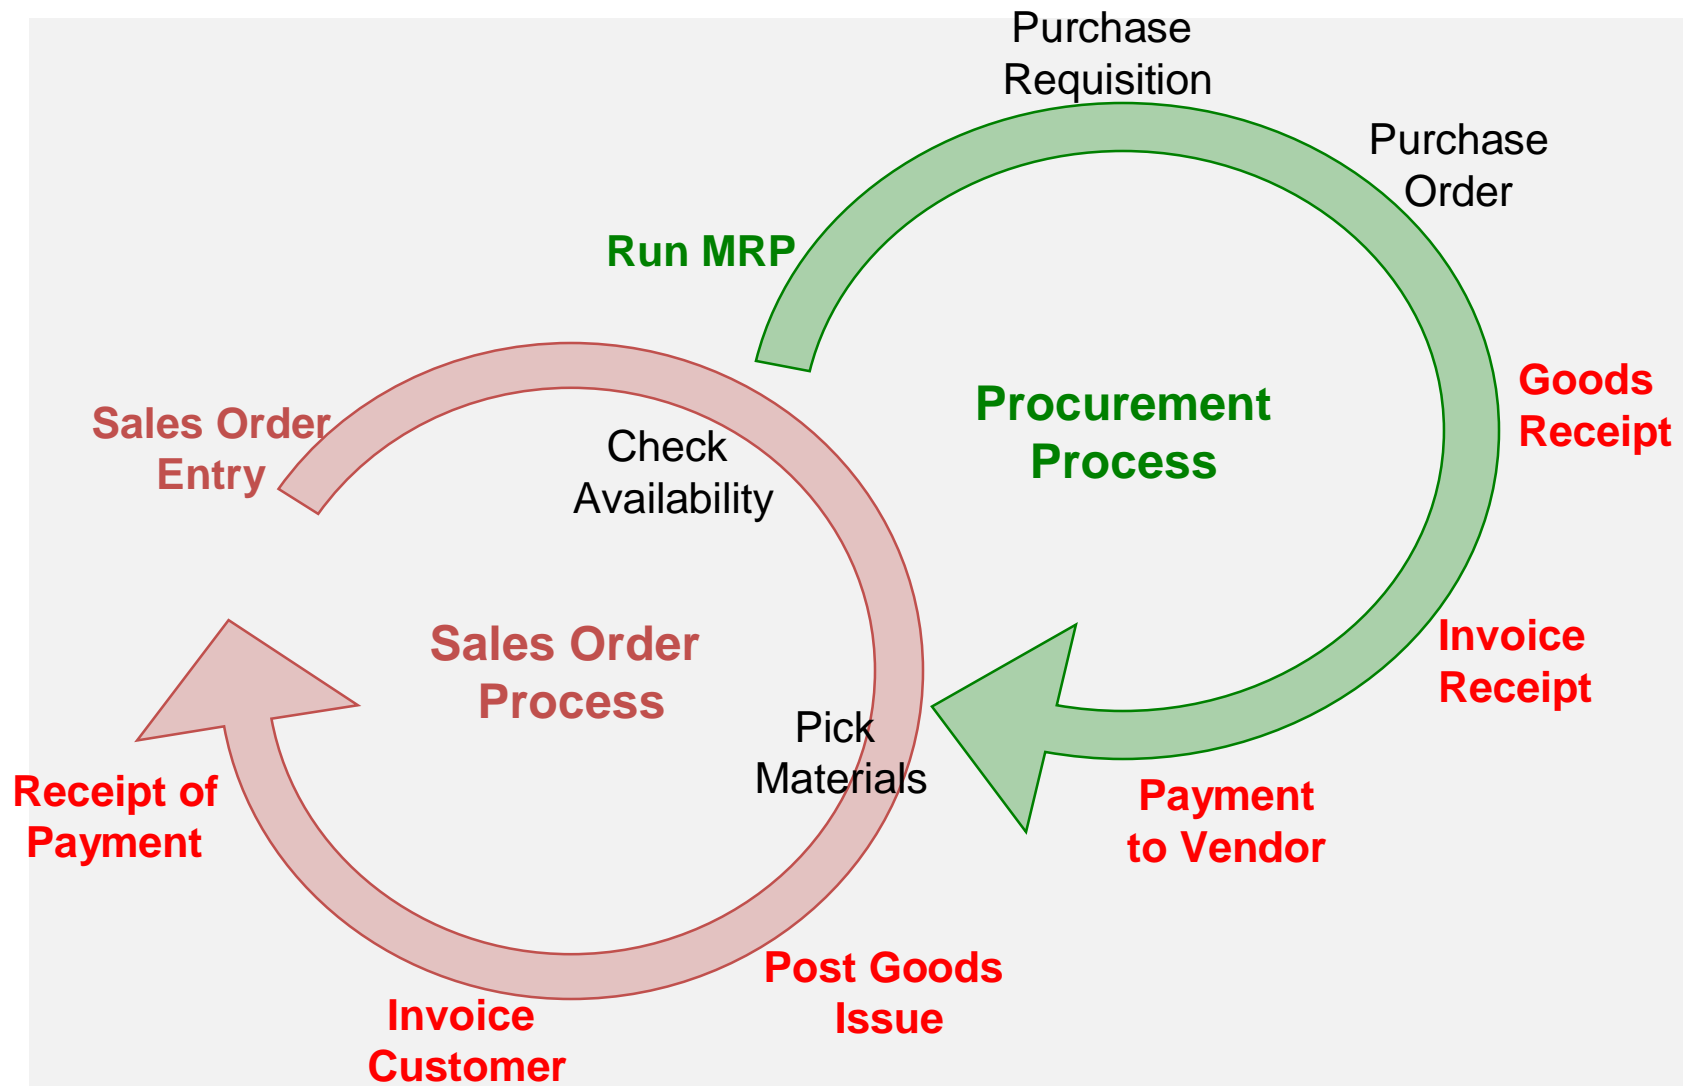 Purchase
Requisition
Purchase
Order
Run MRP
Procurement
Process
Goods
Receipt
Invoice
Receipt
Payment
to Vendor
Sales Order
Entry
Check
Availability
Sales Order
Process
Pick
Materials
Post Goods
Issue
Invoice
Customer
Receipt of
Payment